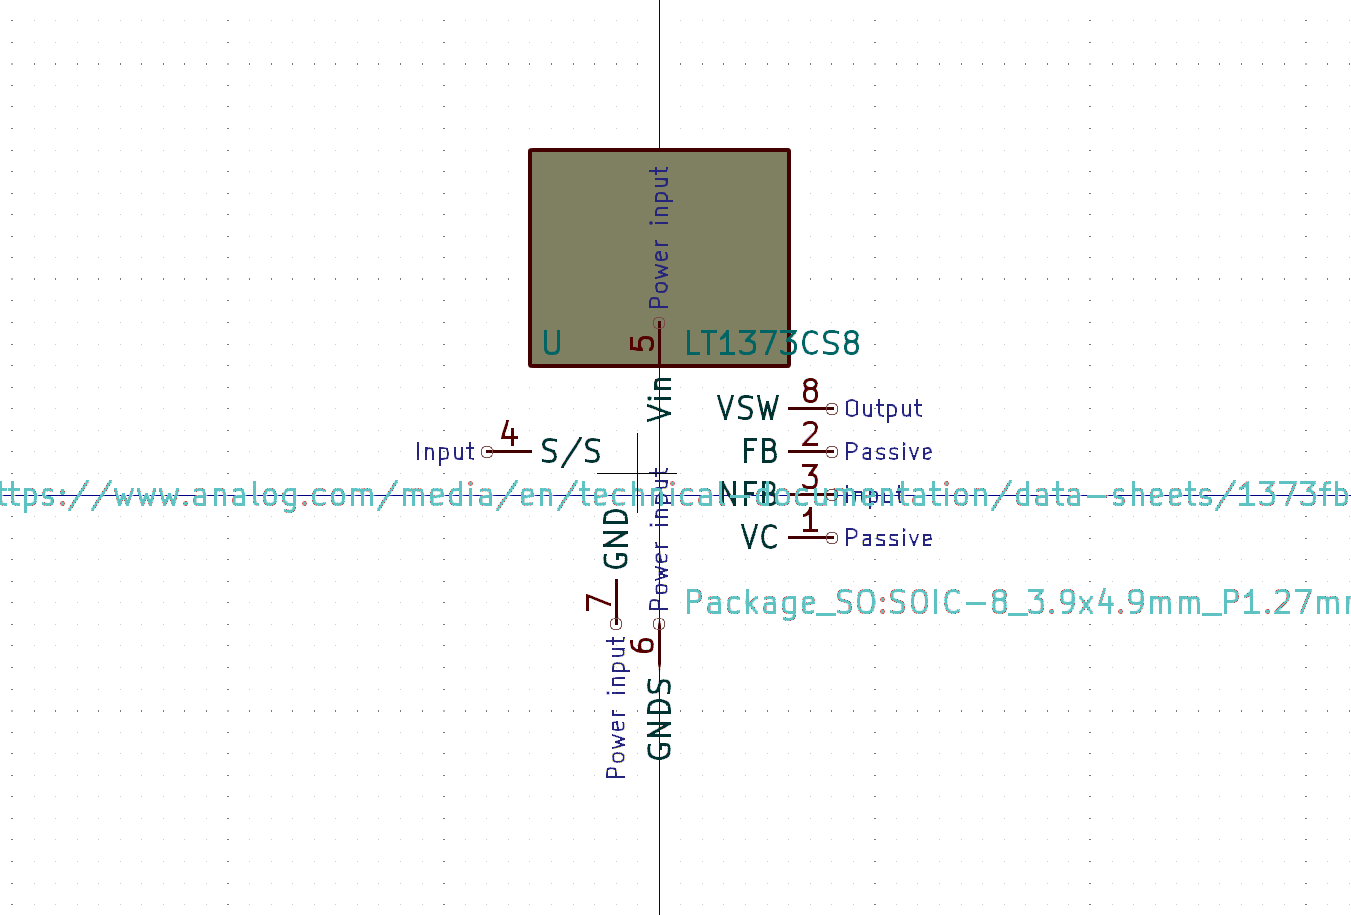 Power input
5
U
LT1373CS8
Vin
VSW
8
Output
Input
4
S/S
FB
2
Passive
ttps://www.analog.com/media/en/technical-documentation/data-sheets/1373fb
NFB
3
Input
GND
Power input
VC
1
Passive
7
Package_SO:SOIC-8_3.9x4.9mm_P1.27m
6
Power input
GNDS